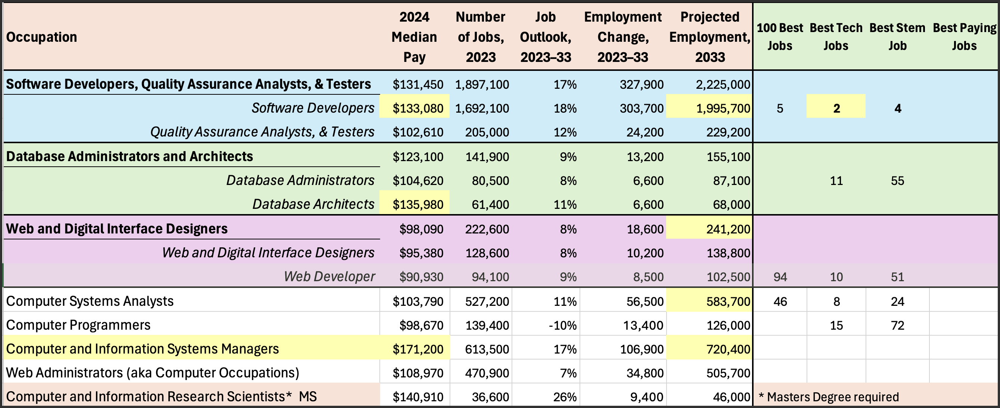 Occupation 2024 Median Pay Number of Jobs, 2023 Job Outlook, 2023–33 Employment Change, 2023–33 Projected Employment, 2033 100 Best Jobs Best Tech Jobs Best Stem Job Best Paying Jobs
Software Developers, Quality Assurance Analysts, & Testers $131,450 1,897,100 17% 327,900 2,225,000
Software Developers $133,080 1,692,100 18% 303,700 1,995,700 5 2 4
Quality Assurance Analysts, & Testers $102,610 205,000 12% 24,200 229,200
Database Administrators and Architects $123,100 141,900 9% 13,200 155,100
Database Administrators $104,620 80,500 8% 6,600 87,100 11 55
Database Architects $135,980 61,400 11% 6,600 68,000
Web and Digital Interface Designers $98,090 222,600 8% 18,600 241,200
Web and Digital Interface Designers $95,380 128,600 8% 10,200 138,800
Web Developer $90,930 94,100 9% 8,500 102,500 94 10 51
Computer Systems Analysts $103,790 527,200 11% 56,500 583,700 46 8 24
Computer Programmers $98,670 139,400 -10% 13,400 126,000 15 72
Computer and Information Systems Managers $171,200 613,500 17% 106,900 720,400
Web Administrators (aka Computer Occupations) $108,970 470,900 7% 34,800 505,700
Computer and Information Research Scientists* MS $140,910 36,600 26% 9,400 46,000 * Masters Degree required